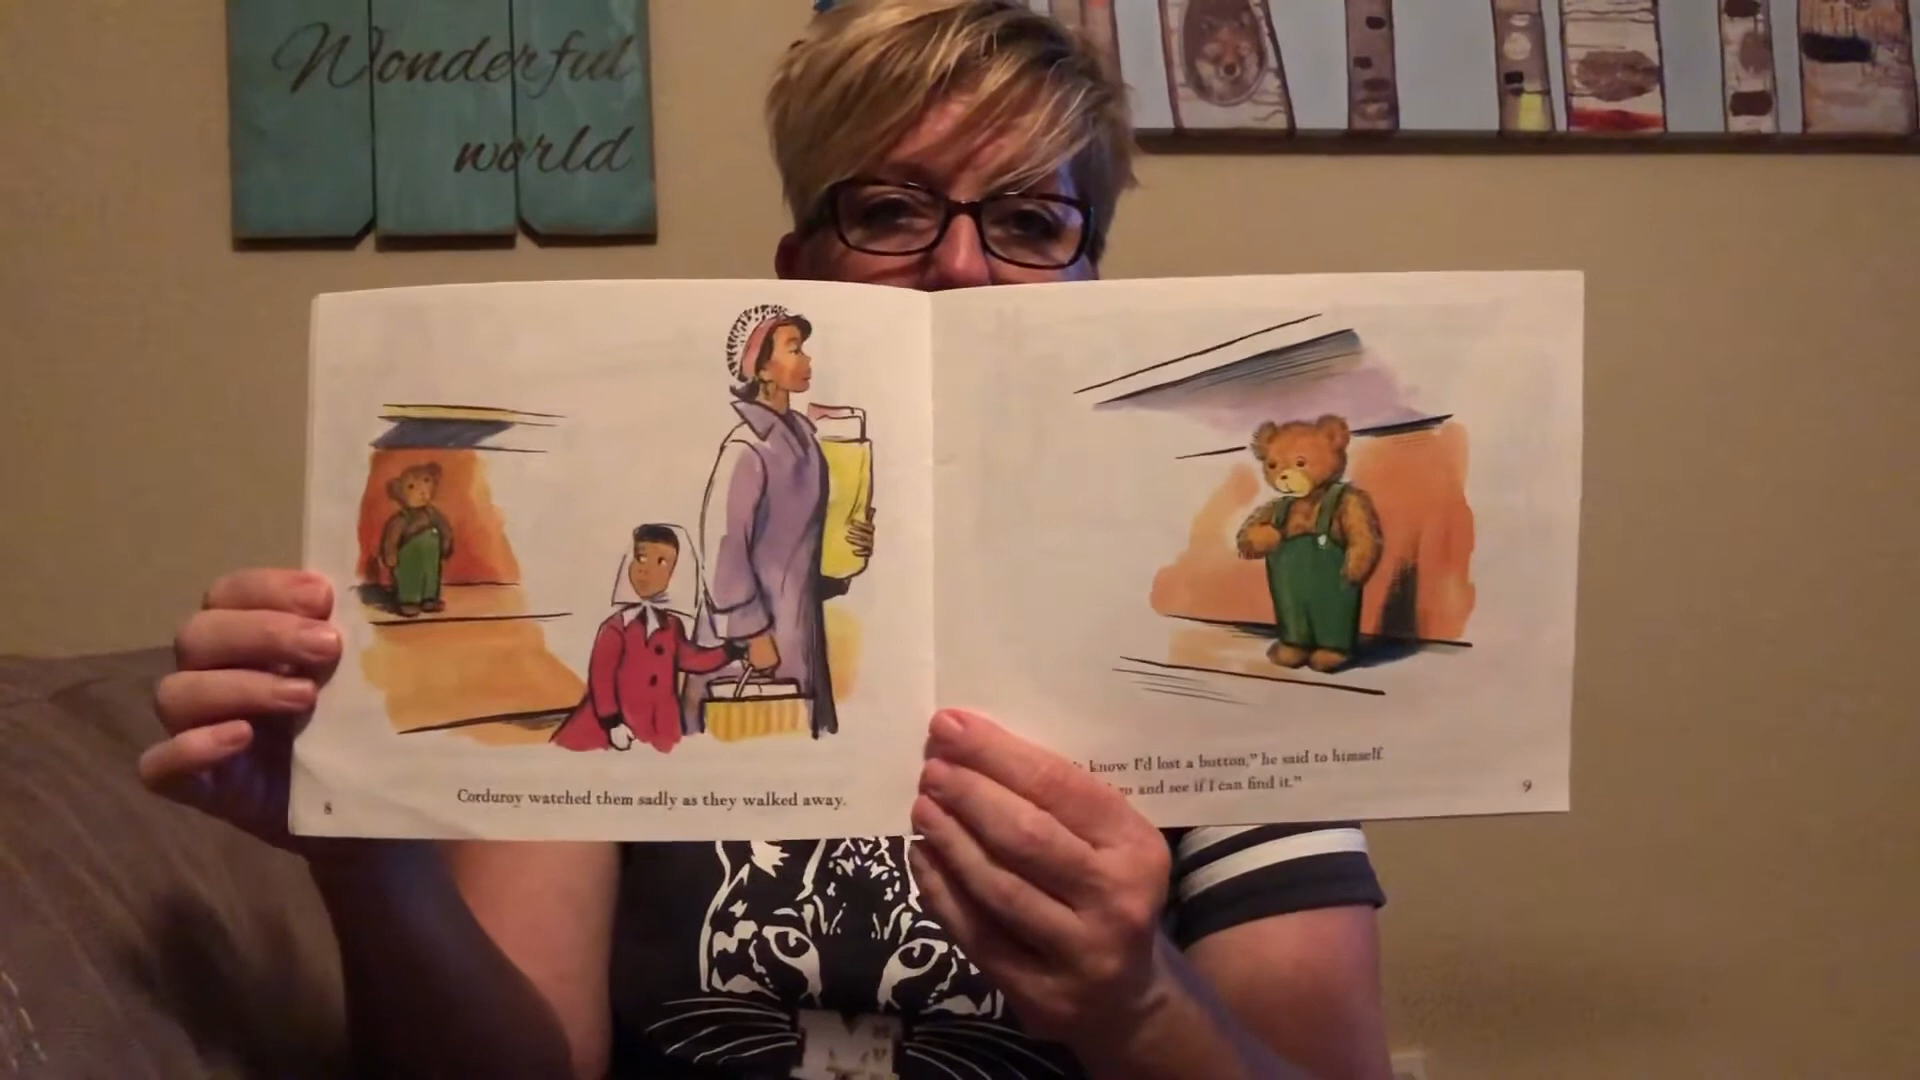 Wonderful
world
Corduroy watched them sadly as they walked away.
8
know I'd lost a button," he said to himself.
and see if I can find it."
9